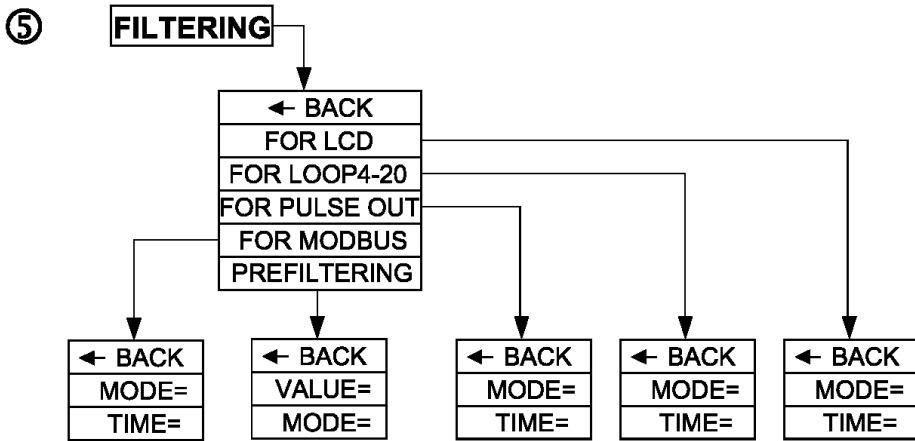 ⑤ FILTERING
← BACK
FOR LCD
FOR LOOP4-20
FOR PULSE OUT
FOR MODBUS
PREFILTERING
← BACK
MODE=
TIME=
← BACK
VALUE=
MODE=
← BACK
MODE=
TIME=
← BACK
MODE=
TIME=
← BACK
MODE=
TIME=